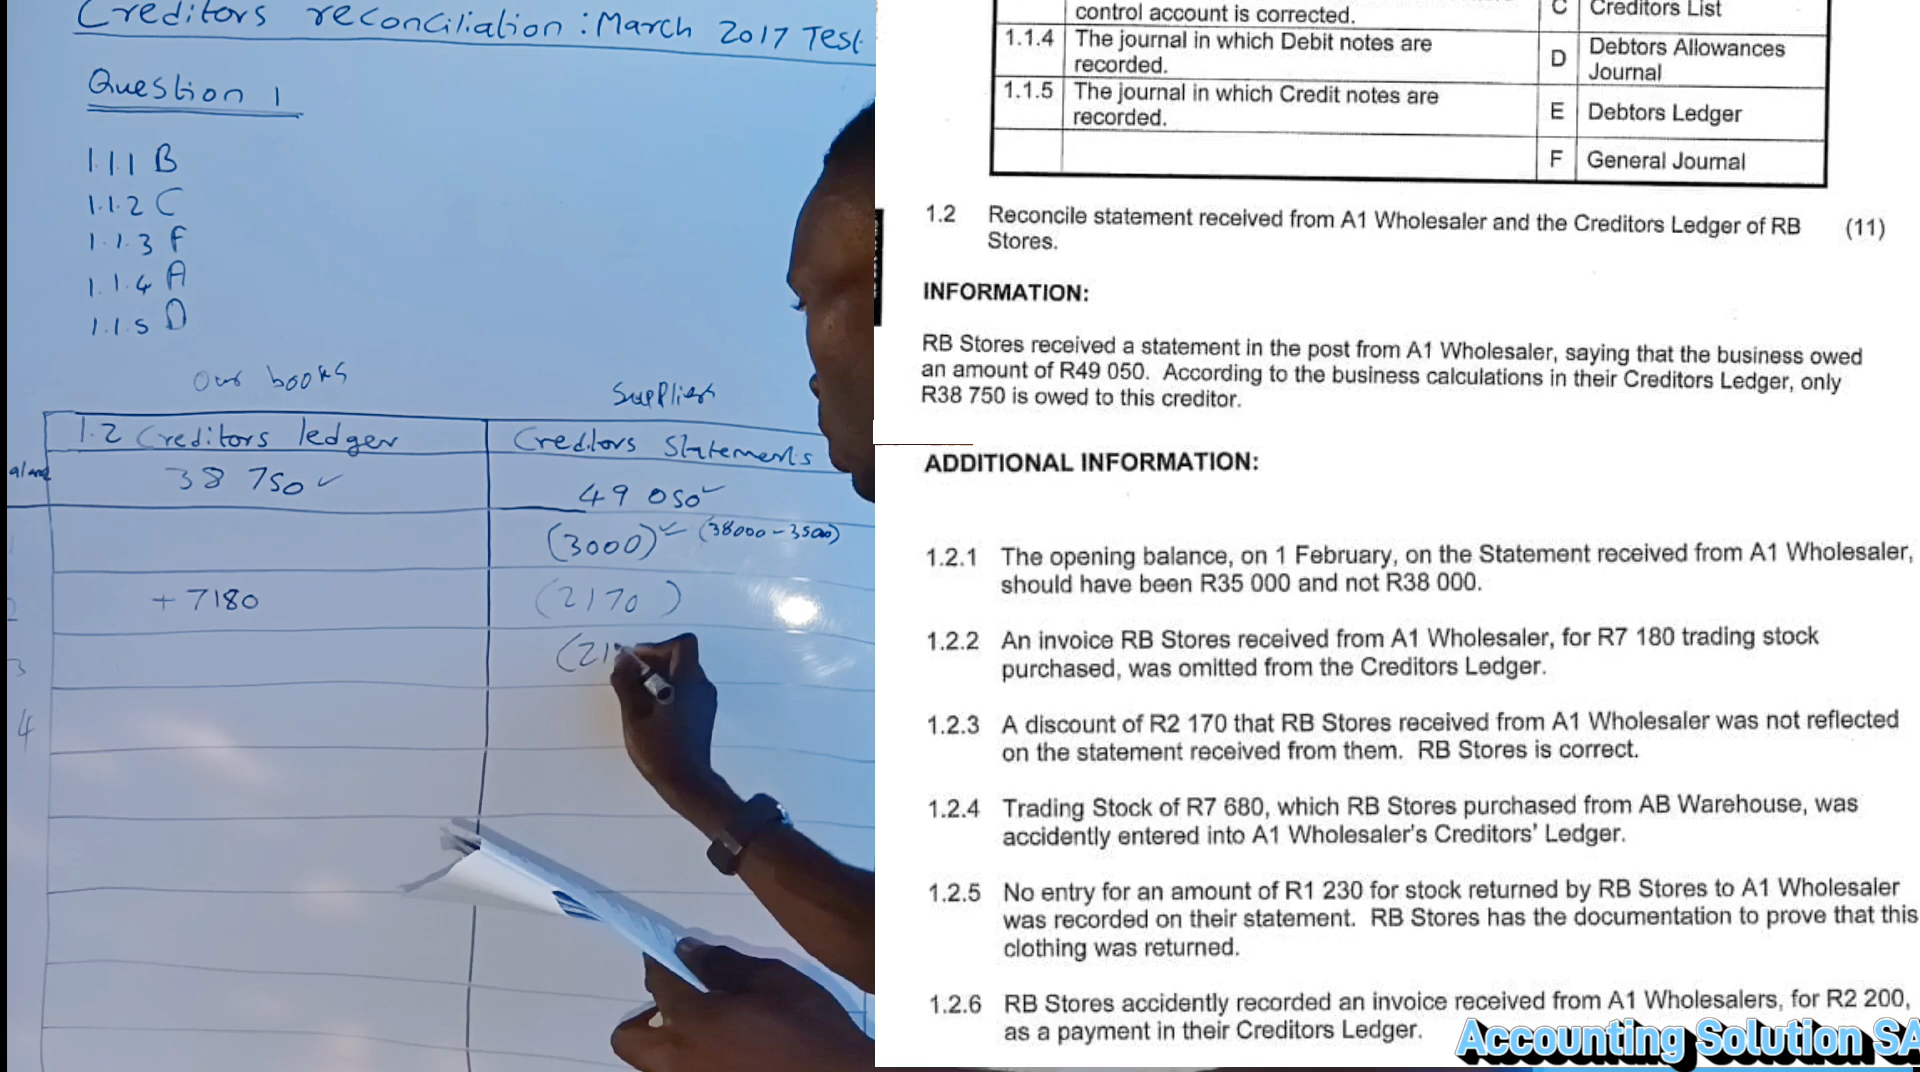 Creditors reconciliation : March 2017 Test
Question 1
1.1.1 B
1.1.2 C
1.1.3 F
1.1.4 A
1.1.5 D
Our books
Suppliers
1.2 Creditors ledger
Creditors Statements
38 750 ✓
49 050 ✓
(3000) ✓ (38000 - 35000)
+ 7180
(2170 )
3
(21
4
control account is corrected.
C Creditors List
1.1.4 The journal in which Debit notes are
recorded.
D Debtors Allowances
Journal
1.1.5 The journal in which Credit notes are
recorded.
E Debtors Ledger
F General Journal
1.2 Reconcile statement received from A1 Wholesaler and the Creditors Ledger of RB (11)
Stores.
INFORMATION:
RB Stores received a statement in the post from A1 Wholesaler, saying that the business owed
an amount of R49 050. According to the business calculations in their Creditors Ledger, only
R38 750 is owed to this creditor.
ADDITIONAL INFORMATION:
1.2.1 The opening balance, on 1 February, on the Statement received from A1 Wholesaler,
should have been R35 000 and not R38 000.
1.2.2 An invoice RB Stores received from A1 Wholesaler, for R7 180 trading stock
purchased, was omitted from the Creditors Ledger.
1.2.3 A discount of R2 170 that RB Stores received from A1 Wholesaler was not reflected
on the statement received from them. RB Stores is correct.
1.2.4 Trading Stock of R7 680, which RB Stores purchased from AB Warehouse, was
accidently entered into A1 Wholesaler's Creditors' Ledger.
1.2.5 No entry for an amount of R1 230 for stock returned by RB Stores to A1 Wholesaler
was recorded on their statement. RB Stores has the documentation to prove that this
clothing was returned.
1.2.6 RB Stores accidently recorded an invoice received from A1 Wholesalers, for R2 200,
as a payment in their Creditors Ledger.
Accounting Solution SA